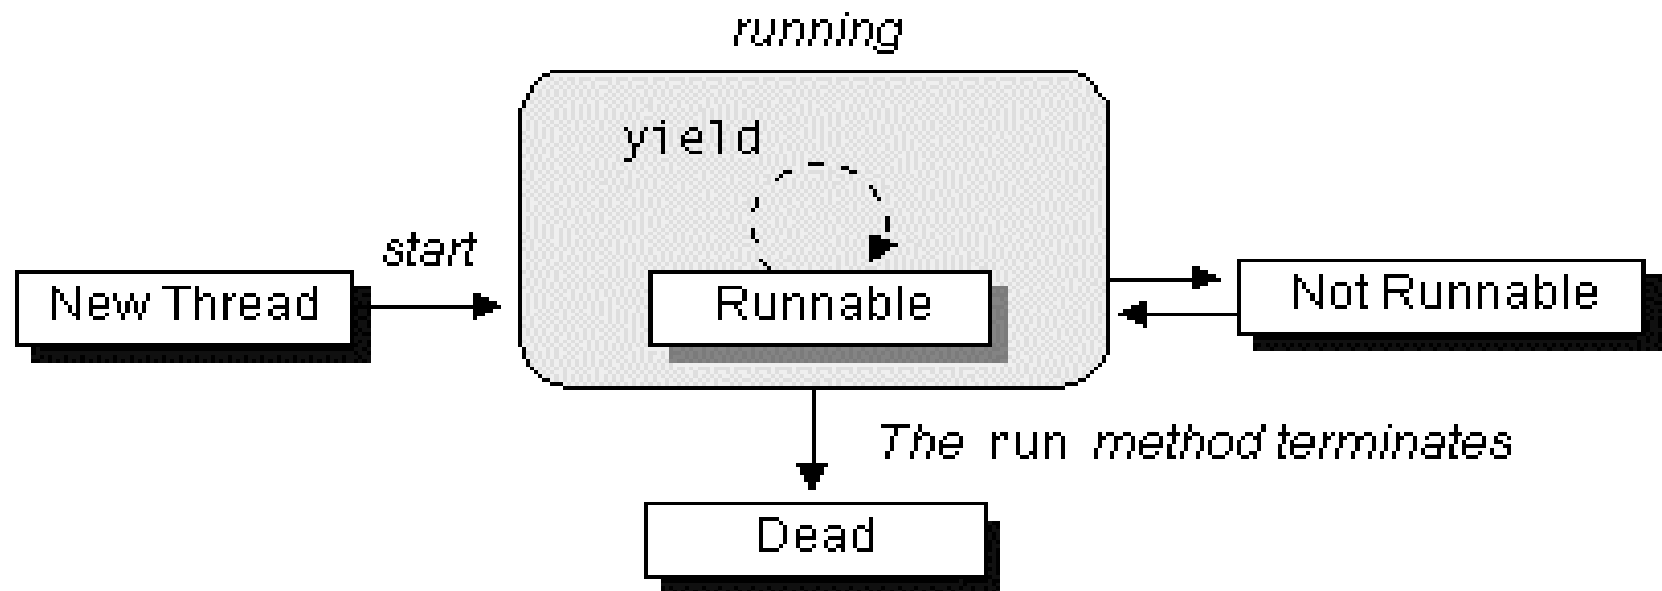 running
yield
start
New Thread
Runnable
Not Runnable
The run method terminates
Dead